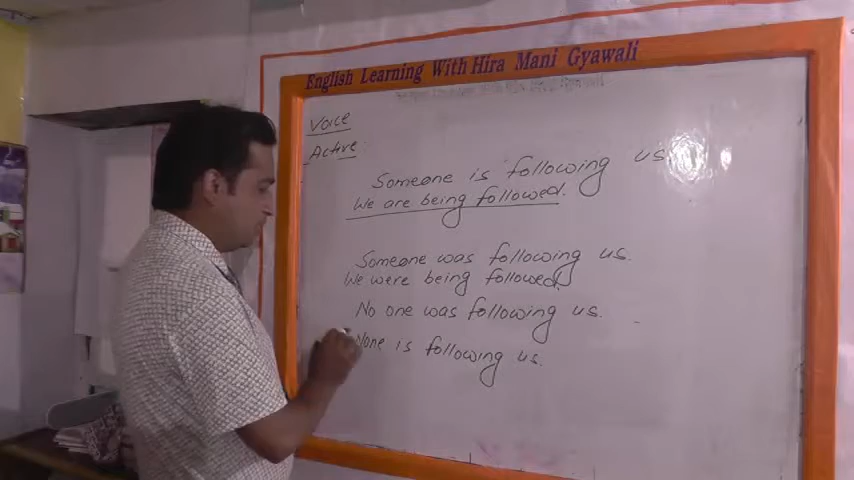 English Learning With Hira Mani Gyawali
Voice
Active
Someone is following us.
We are being followed.
Someone was following us.
We were being followed.
No one was following us.
None is following us.